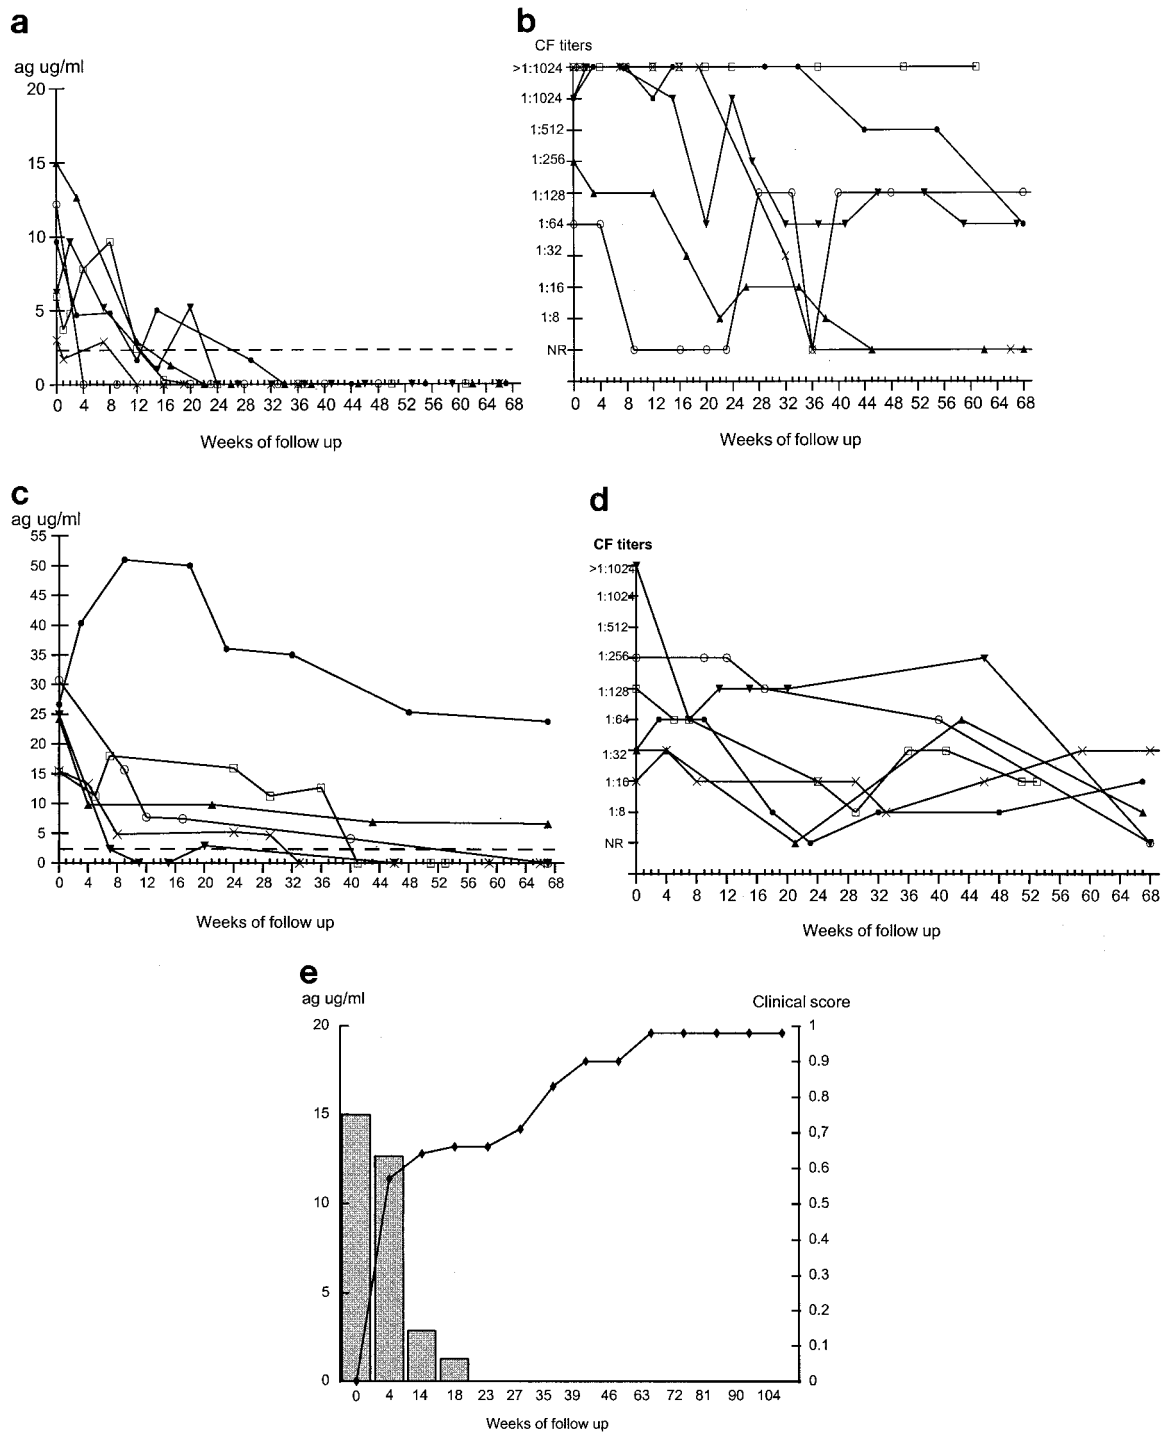 a
ag ug/ml
20
15
10
5
0
0 4 8 12 16 20 24 28 32 36 40 44 48 52 56 60 64 68
Weeks of follow up
b
CF titers
>1:1024
1:1024
1:512
1:256
1:128
1:64
1:32
1:16
1:8
NR
0 4 8 12 16 20 24 28 32 36 40 44 48 52 56 60 64 68
Weeks of follow up
c
ag ug/ml
55
50
45
40
35
30
25
20
15
10
5
0
0 4 8 12 16 20 24 28 32 36 40 44 48 52 56 60 64 68
Weeks of follow up
d
CF titers
>1:1024
1:1024
1:512
1:256
1:128
1:64
1:32
1:16
1:8
NR
0 4 8 12 16 20 24 28 32 36 40 44 48 52 56 60 64 68
Weeks of follow up
e
ag ug/ml
Clinical score
20
15
10
5
0
1
0.9
0.8
0,7
0.6
0.5
0.4
0.3
0.2
0.1
0
0 4 14 18 23 27 35 39 46 63 72 81 90 104
Weeks of follow up